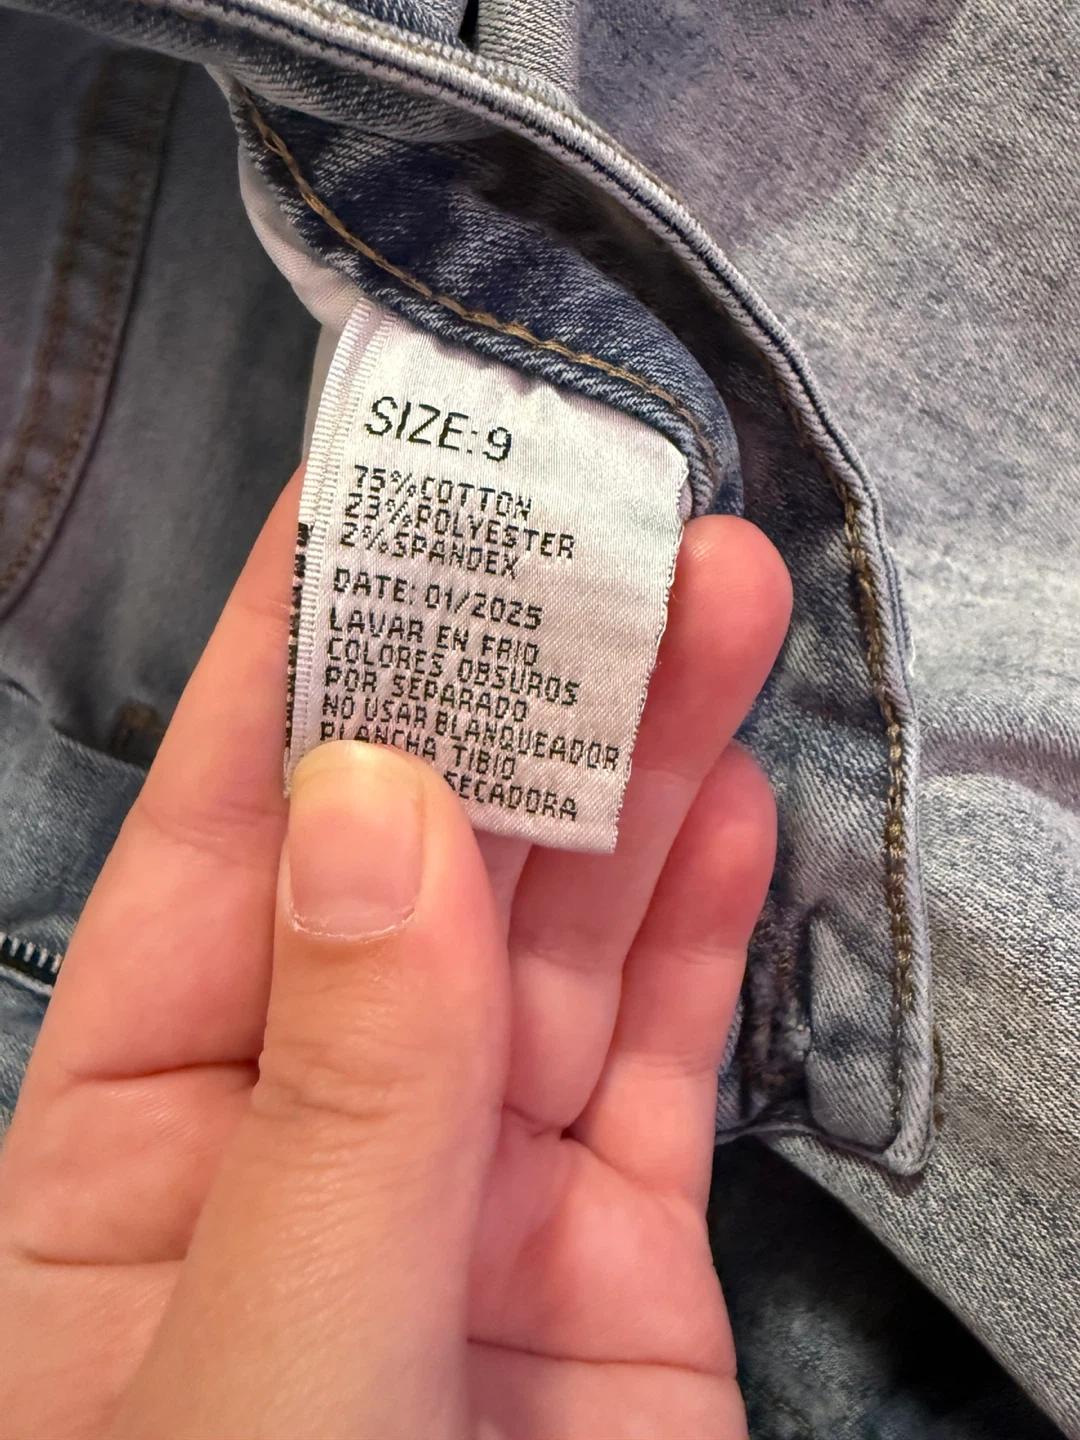 SIZE:9
75%COTTON
23%POLYESTER
2%SPANDEX
DATE: 01/2025
LAVAR EN FRIO
COLORES OBSUROS
POR SEPARADO
NO USAR BLANQUEADOR
PLANCHA TIBIO
SECADORA